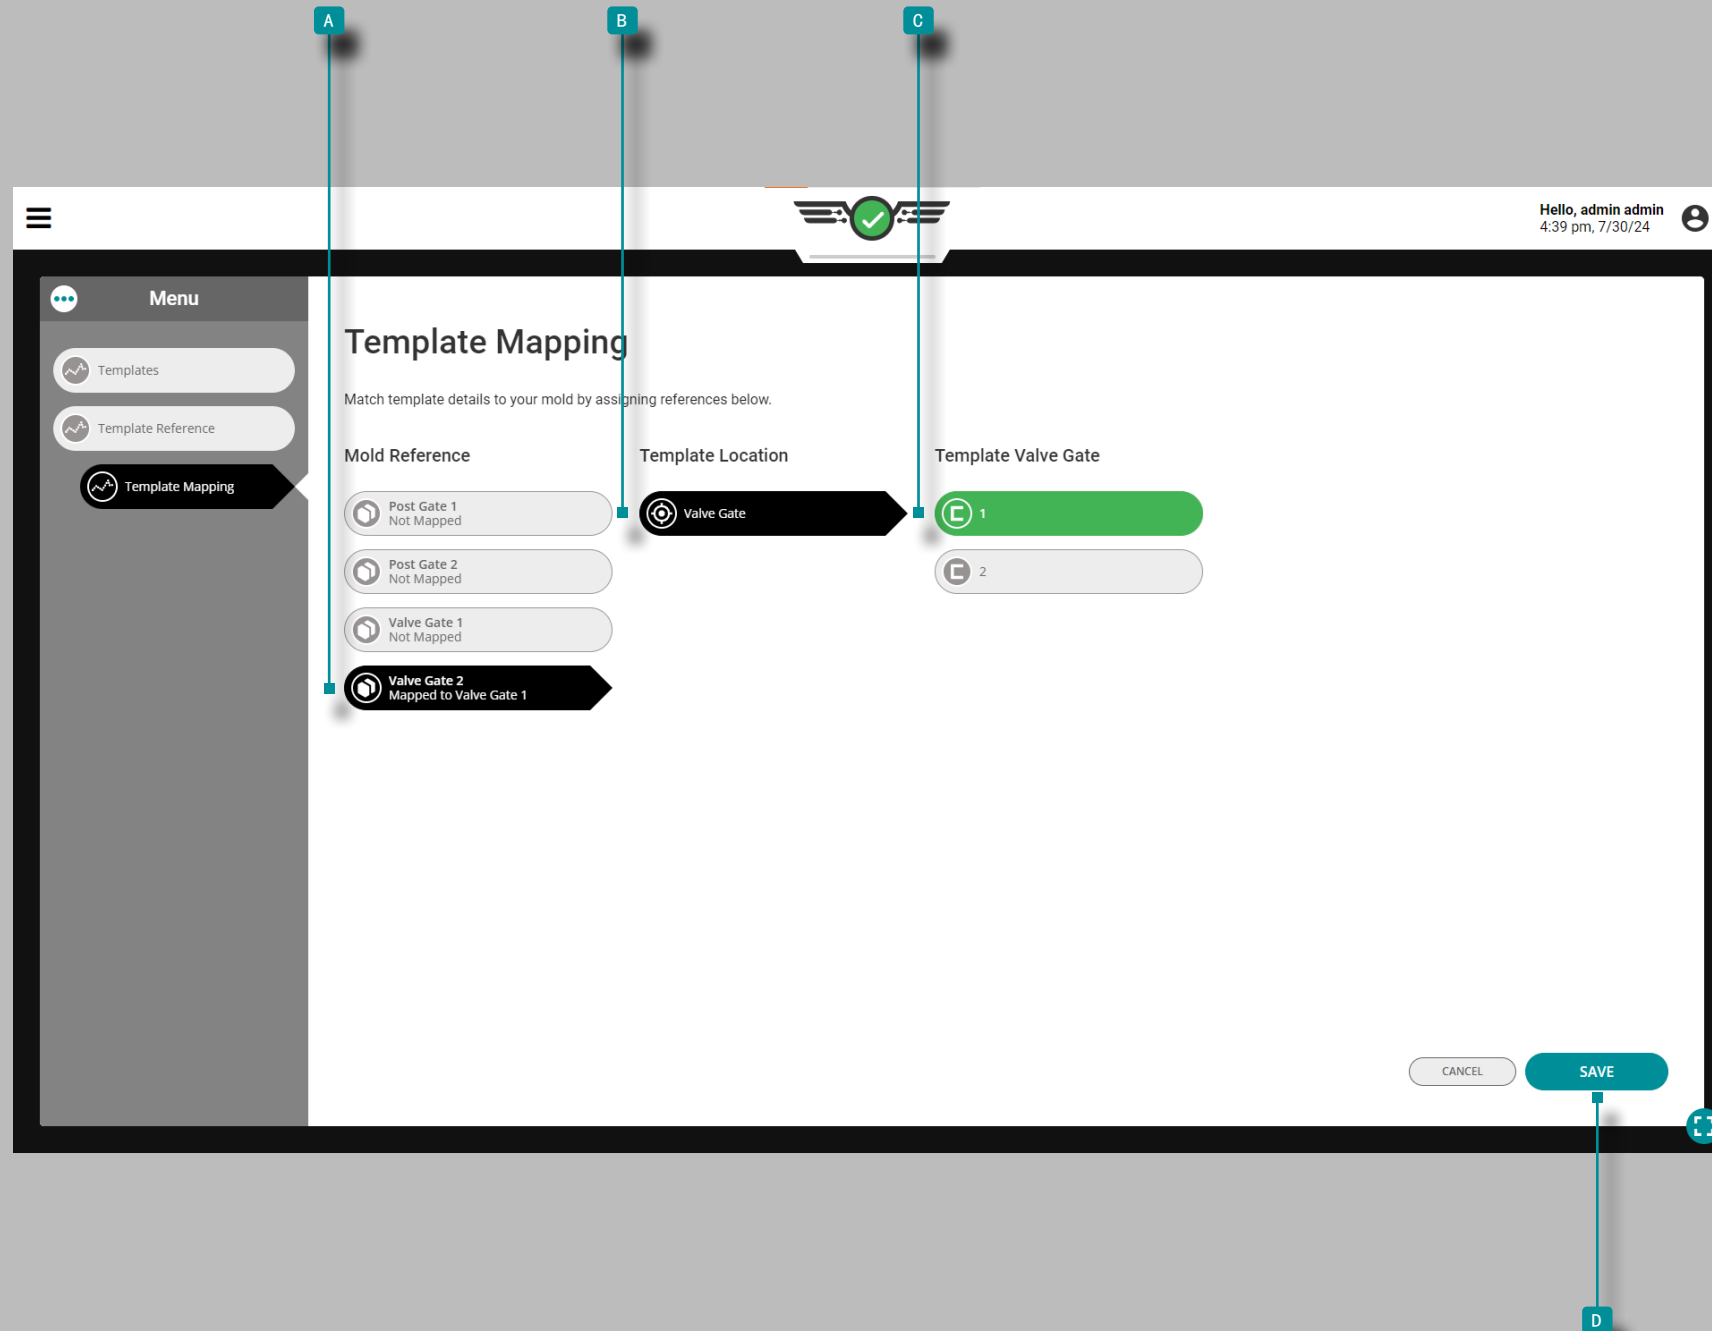 A
B
C
Hello, admin admin
4:39 pm, 7/30/24
Menu
Templates
Template Reference
Template Mapping
Template Mapping
Match template details to your mold by assigning references below.
Mold Reference
Post Gate 1
Not Mapped
Post Gate 2
Not Mapped
Valve Gate 1
Not Mapped
Valve Gate 2
Mapped to Valve Gate 1
Template Location
Valve Gate
Template Valve Gate
1
2
CANCEL
SAVE
D